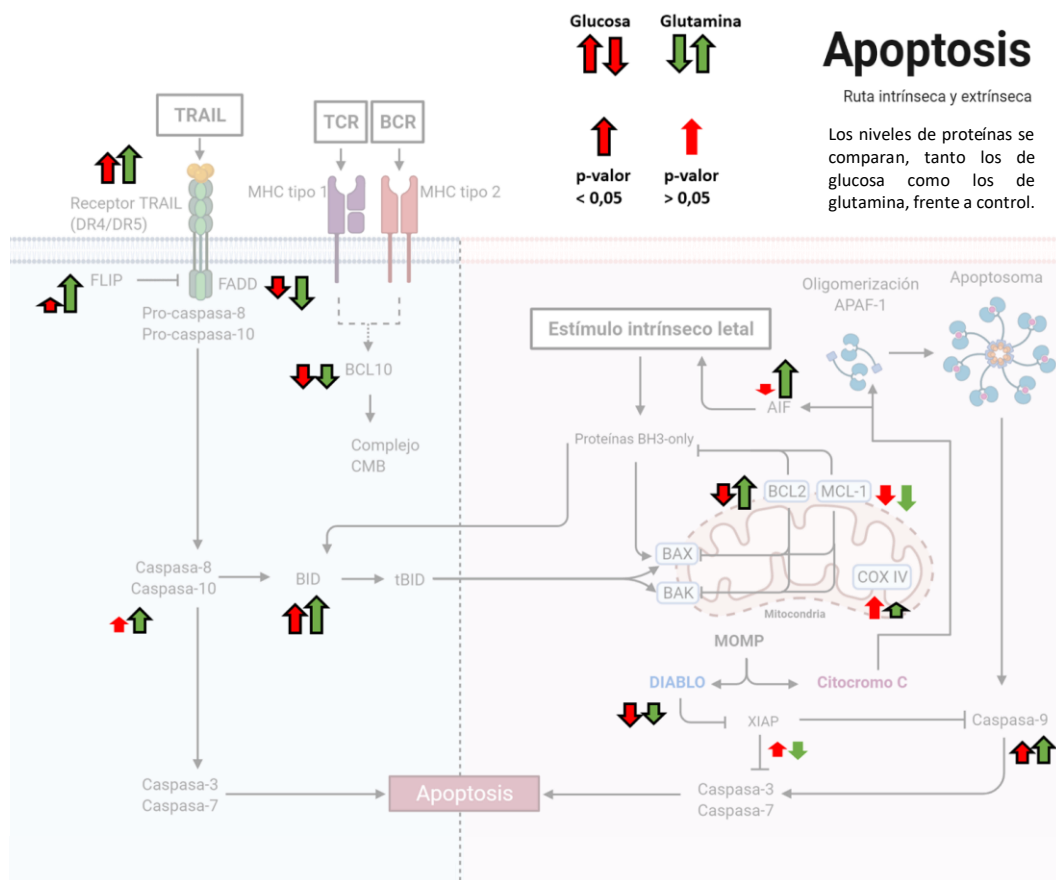 Glucosa
Glutamina
p-valor
< 0,05
p-valor
> 0,05
Apoptosis
Ruta intrínseca y extrínseca
Los niveles de proteínas se
comparan, tanto los de
glucosa como los de
glutamina, frente a control.
TRAIL
TCR
BCR
Receptor TRAIL
(DR4/DR5)
MHC tipo 1
MHC tipo 2
FLIP
FADD
Pro-caspasa-8
Pro-caspasa-10
BCL10
Complejo
CMB
Estímulo intrínseco letal
Oligomerización
APAF-1
Apoptosoma
AIF
Proteínas BH3-only
BCL2
MCL-1
BAX
BAK
COX IV
Mitocondria
Caspasa-8
Caspasa-10
BID
tBID
MOMP
DIABLO
Citocromo C
XIAP
Caspasa-9
Caspasa-3
Caspasa-7
Apoptosis
Caspasa-3
Caspasa-7